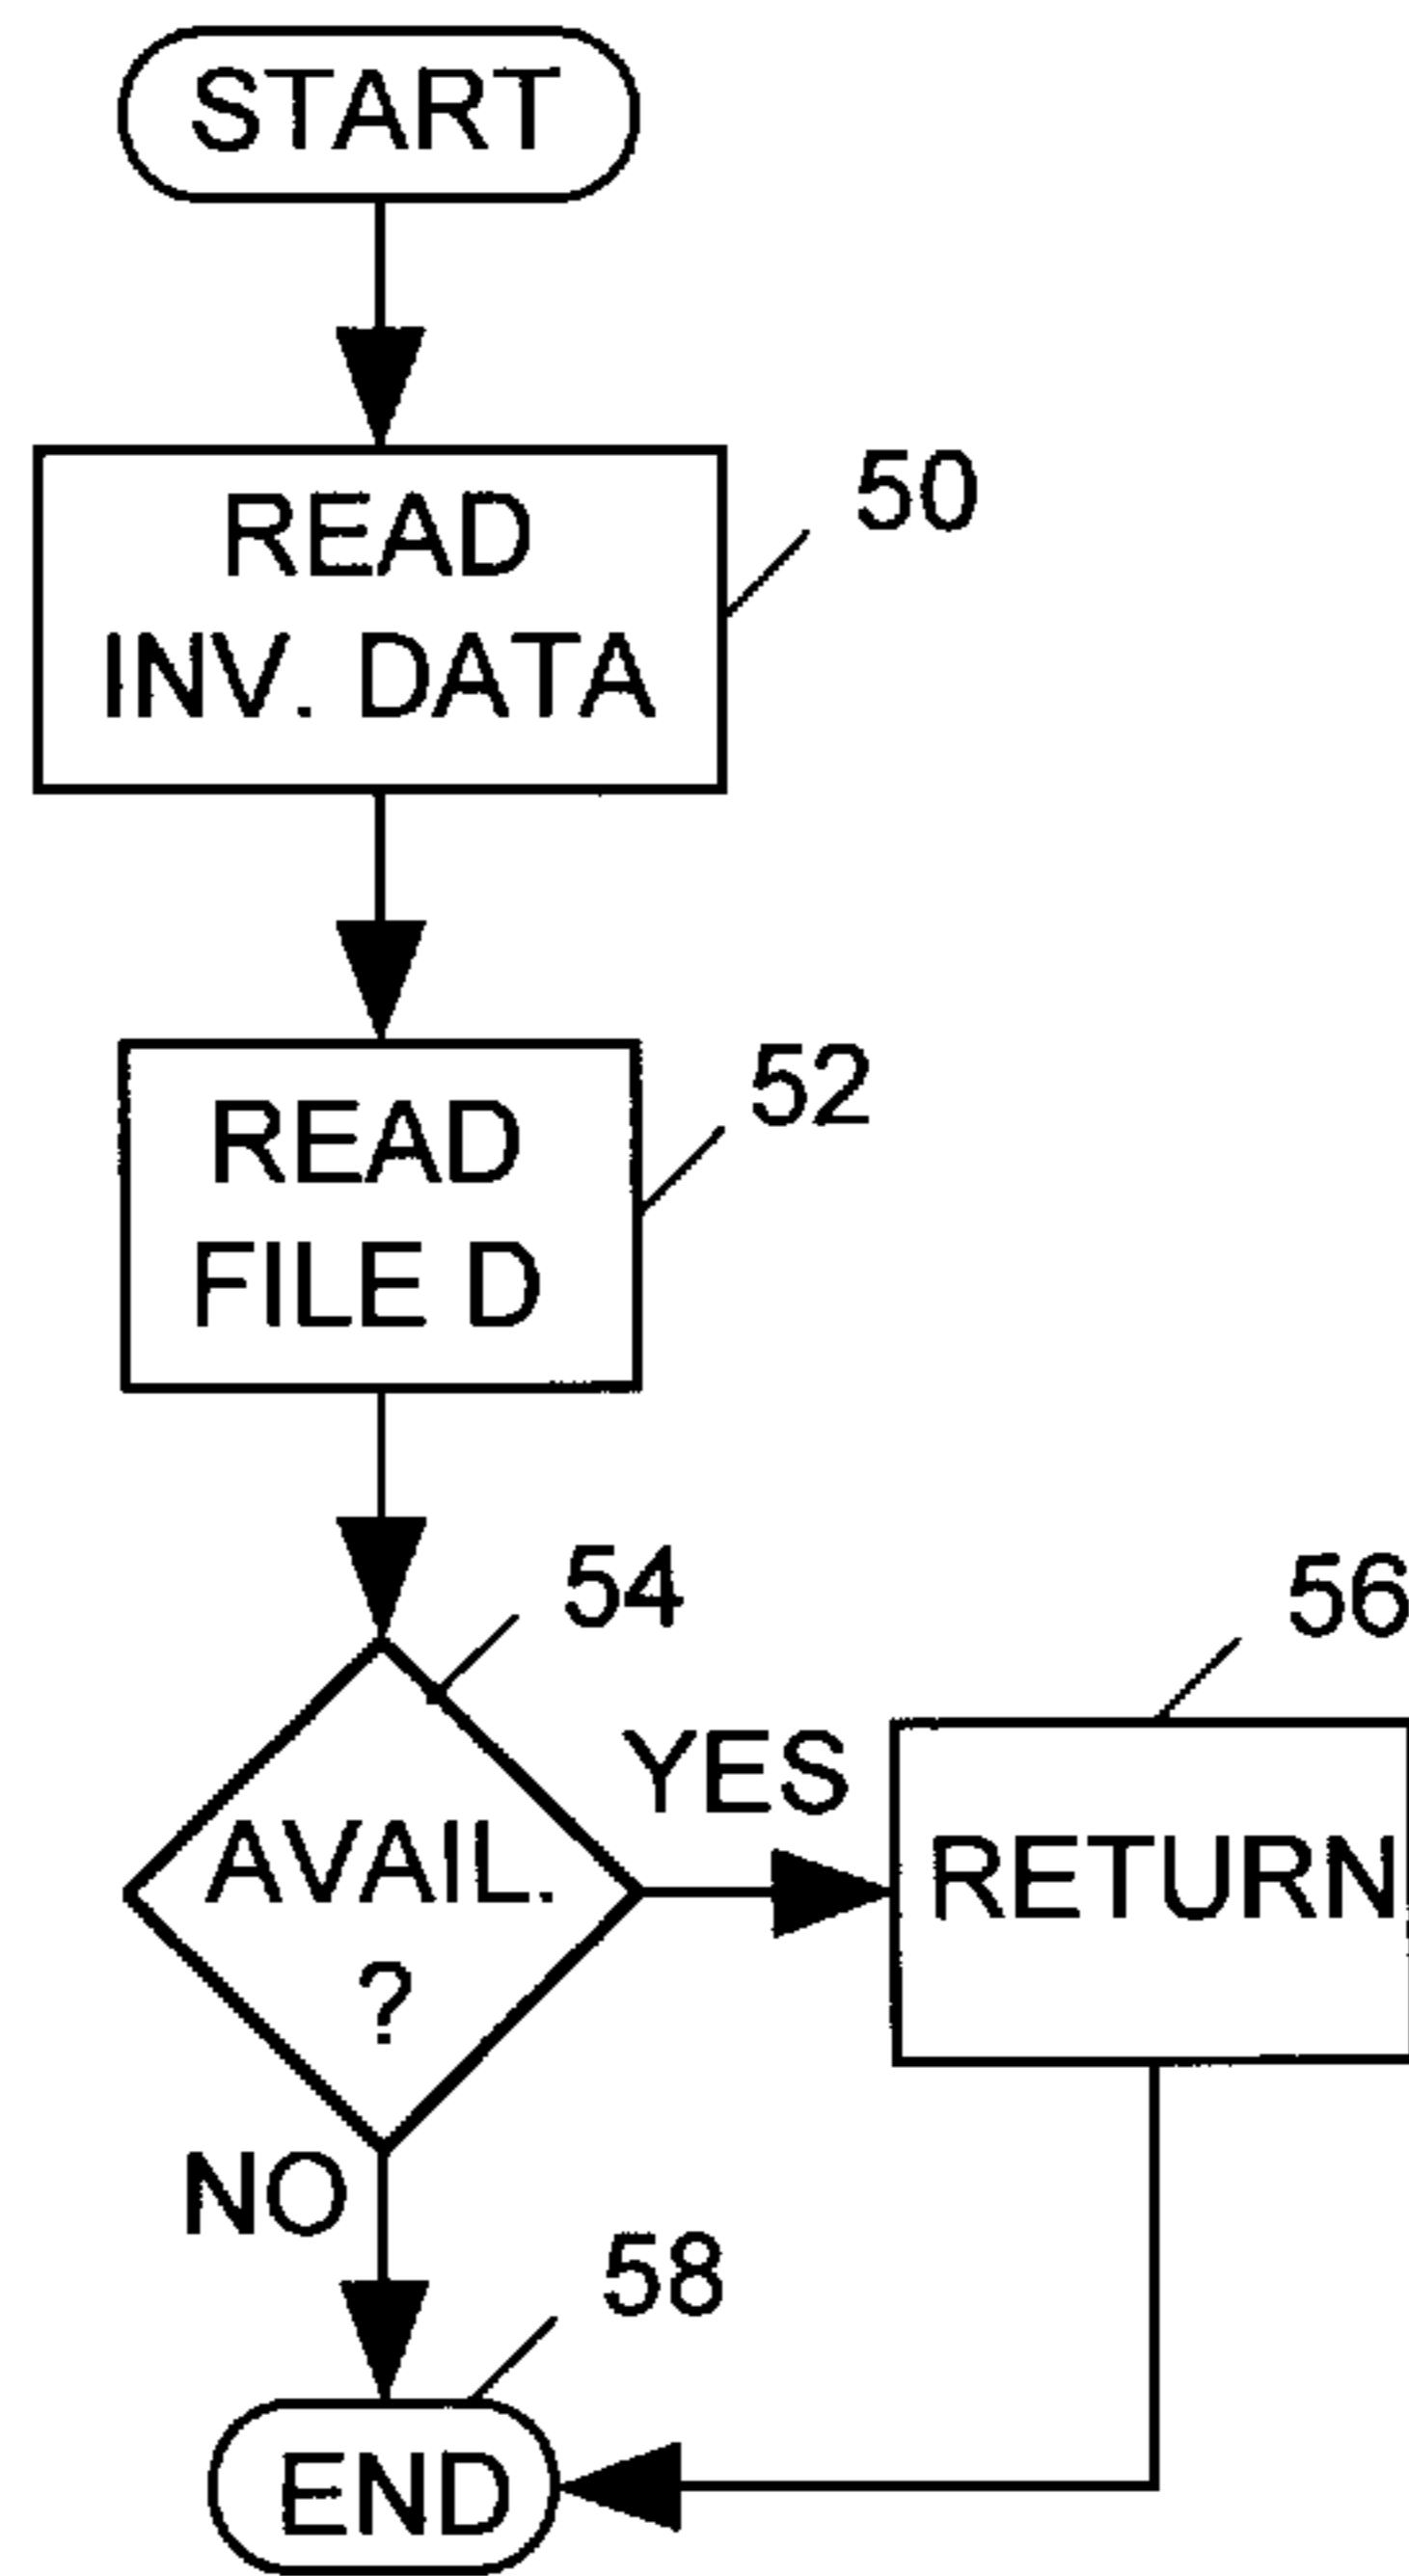 START
50
READ
INV. DATA
52
READ
FILE D
54
56
YES
AVAIL.
?
RETURN
NO
58
END